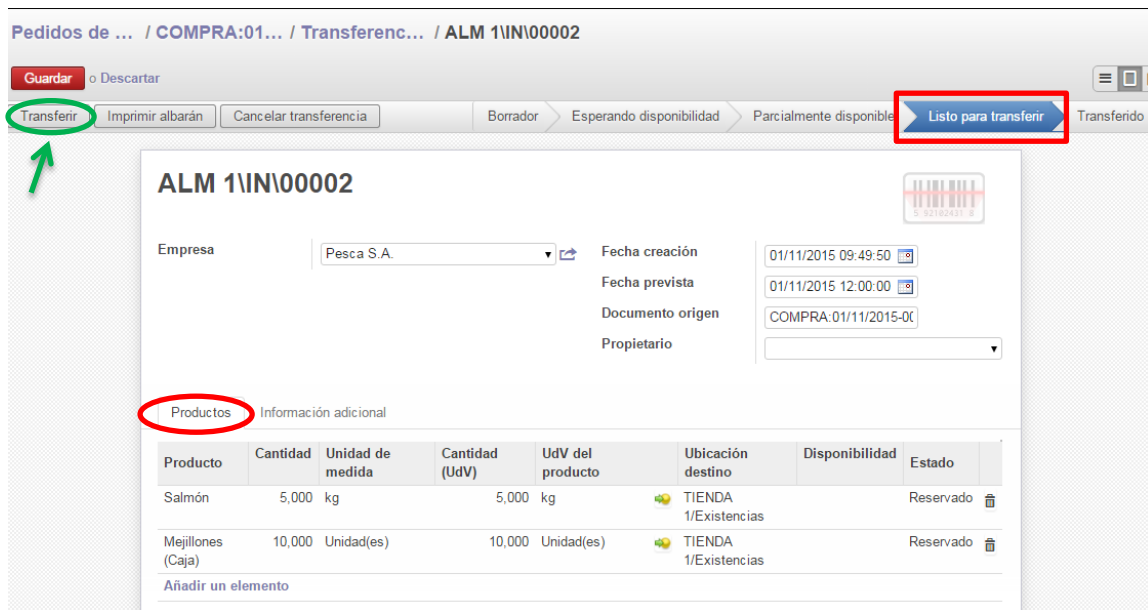 Pedidos de ... / COMPRA:01... / Transferenc... / ALM 1\IN\00002
Guardar o Descartar
Transferir Imprimir albarán Cancelar transferencia Borrador Esperando disponibilidad Parcialmente disponible Listo para transferir Transferido
ALM 1\IN\00002
Empresa Pesca S.A. Fecha creación 01/11/2015 09:49:50
Fecha prevista 01/11/2015 12:00:00
Documento origen COMPRA:01/11/2015-00
Propietario
Productos Información adicional
Producto Cantidad Unidad de medida Cantidad (UdV) UdV del producto Ubicación destino Disponibilidad Estado
Salmón 5,000 kg 5,000 kg TIENDA 1/Existencias Reservado
Mejillones (Caja) 10,000 Unidad(es) 10,000 Unidad(es) TIENDA 1/Existencias Reservado
Añadir un elemento